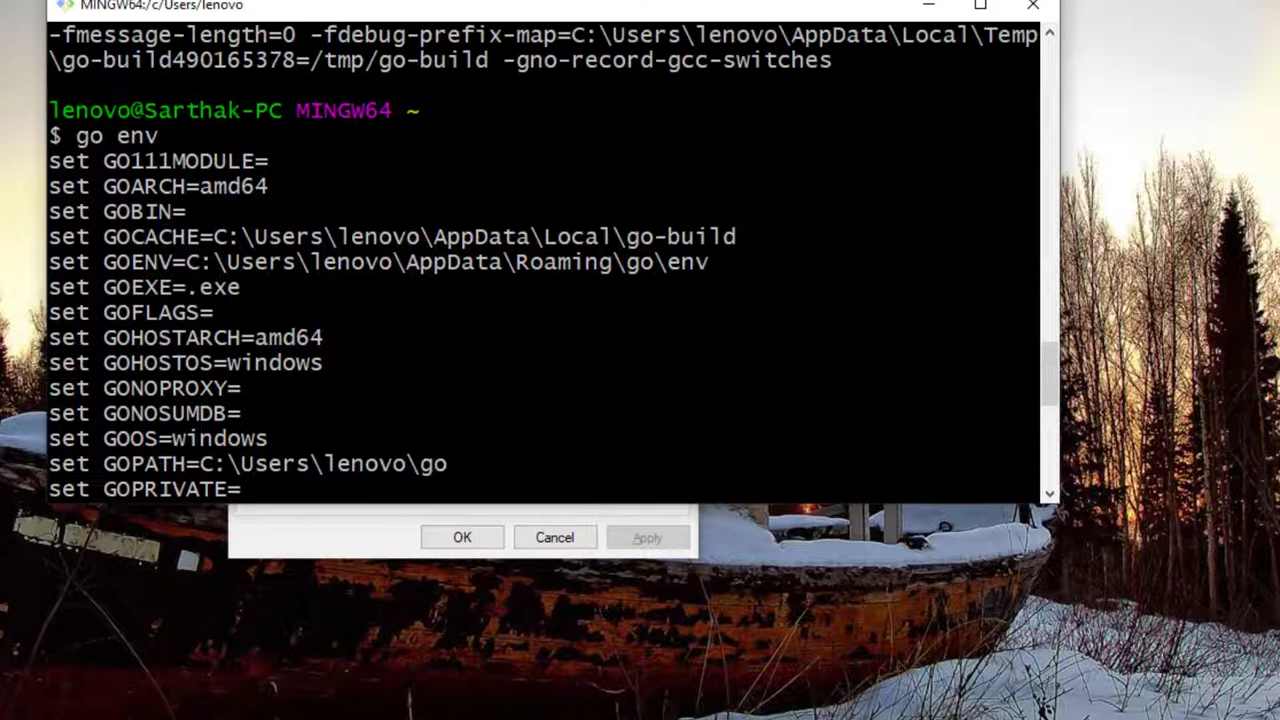 MINGW64:/c/Users/lenovo
-fmessage-length=0 -fdebug-prefix-map=C:\Users\lenovo\AppData\Local\Temp
\go-build490165378=/tmp/go-build -gno-record-gcc-switches
lenovo@Sarthak-PC MINGW64 ~
$ go env
set GO111MODULE=
set GOARCH=amd64
set GOBIN=
set GOCACHE=C:\Users\lenovo\AppData\Local\go-build
set GOENV=C:\Users\lenovo\AppData\Roaming\go\env
set GOEXE=.exe
set GOFLAGS=
set GOHOSTARCH=amd64
set GOHOSTOS=windows
set GONOPROXY=
set GONOSUMDB=
set GOOS=windows
set GOPATH=C:\Users\lenovo\go
set GOPRIVATE=
OK Cancel Apply